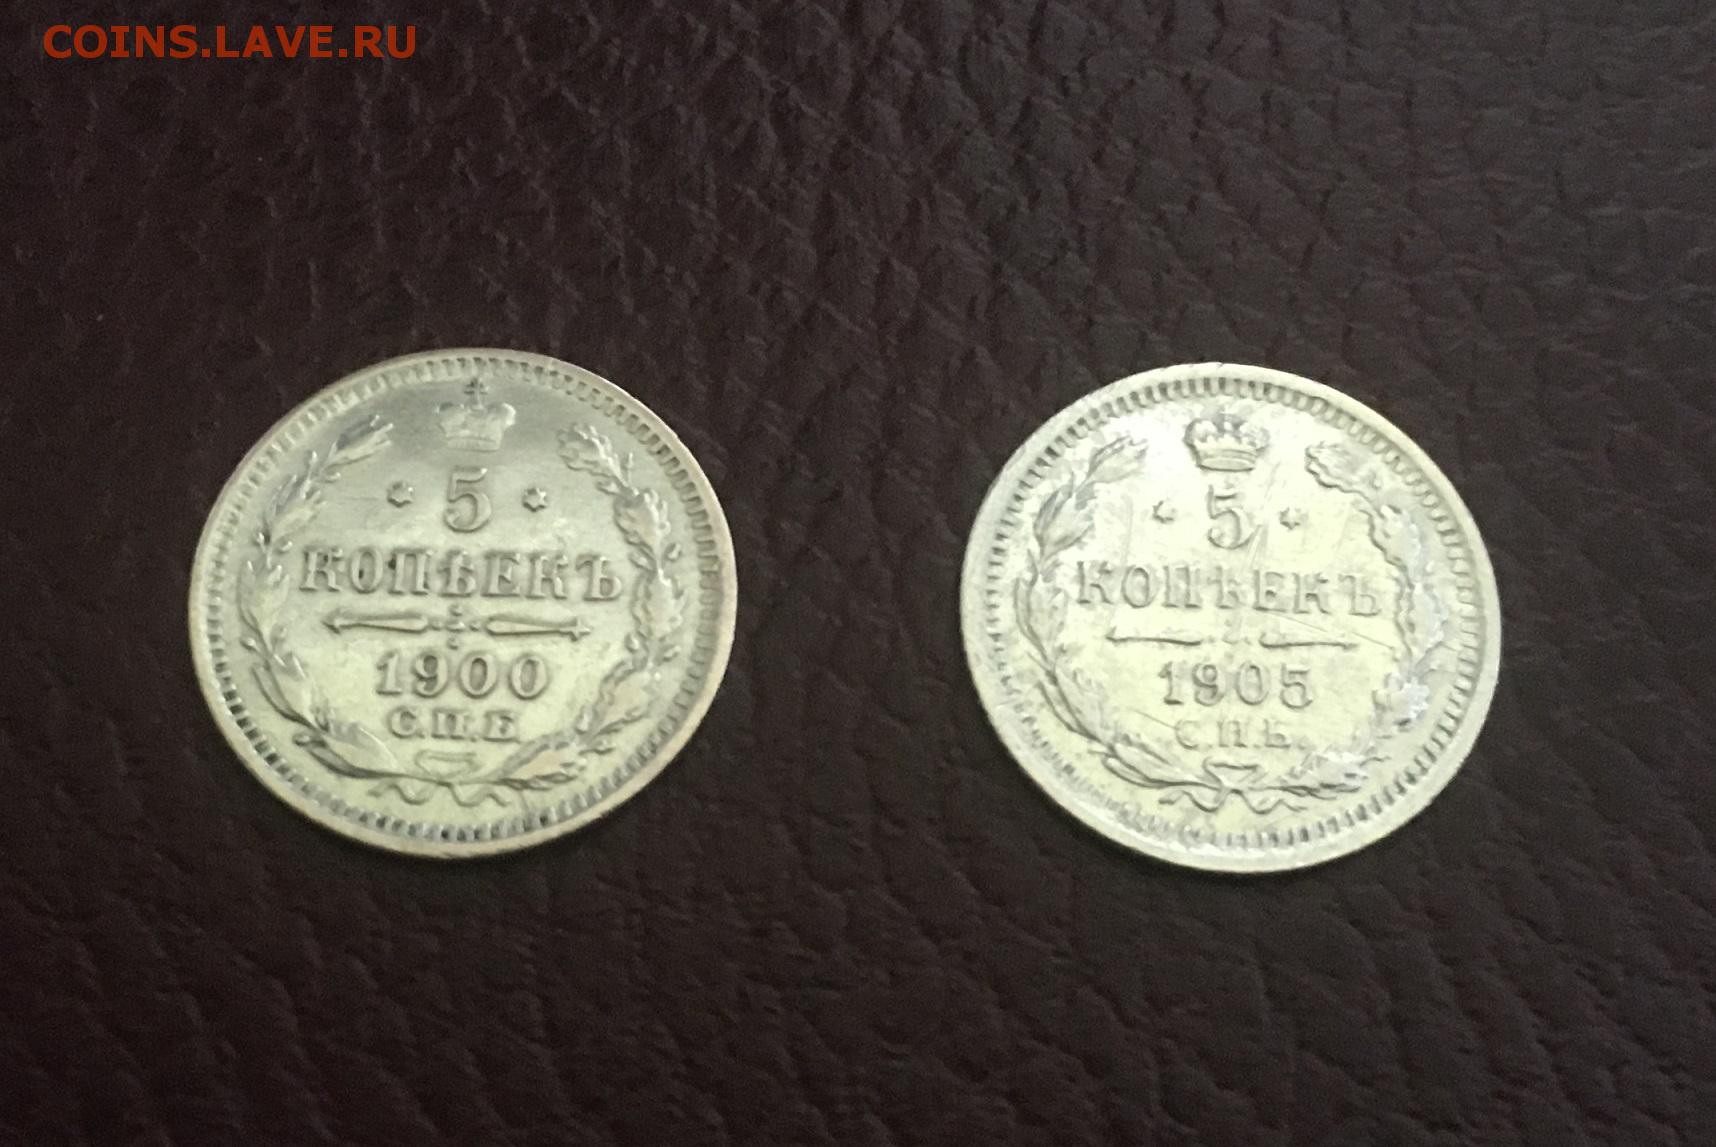 COINS.LAVE.RU
5
КОПѢЕКЪ
1900
С.П.Б.
5
КОПѢЕКЪ
1905
С.П.Б.